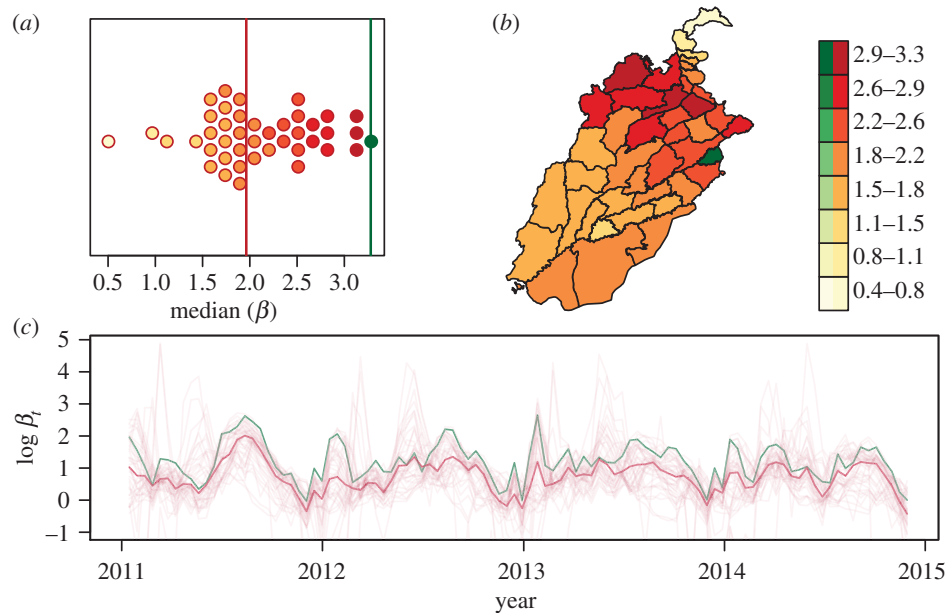 (a)
0.5 1.0 1.5 2.0 2.5 3.0
median (β)
(b)
2.9–3.3
2.6–2.9
2.2–2.6
1.8–2.2
1.5–1.8
1.1–1.5
0.8–1.1
0.4–0.8
(c)
5
4
3
2
1
0
–1
log βt
2011 2012 2013 2014 2015
year